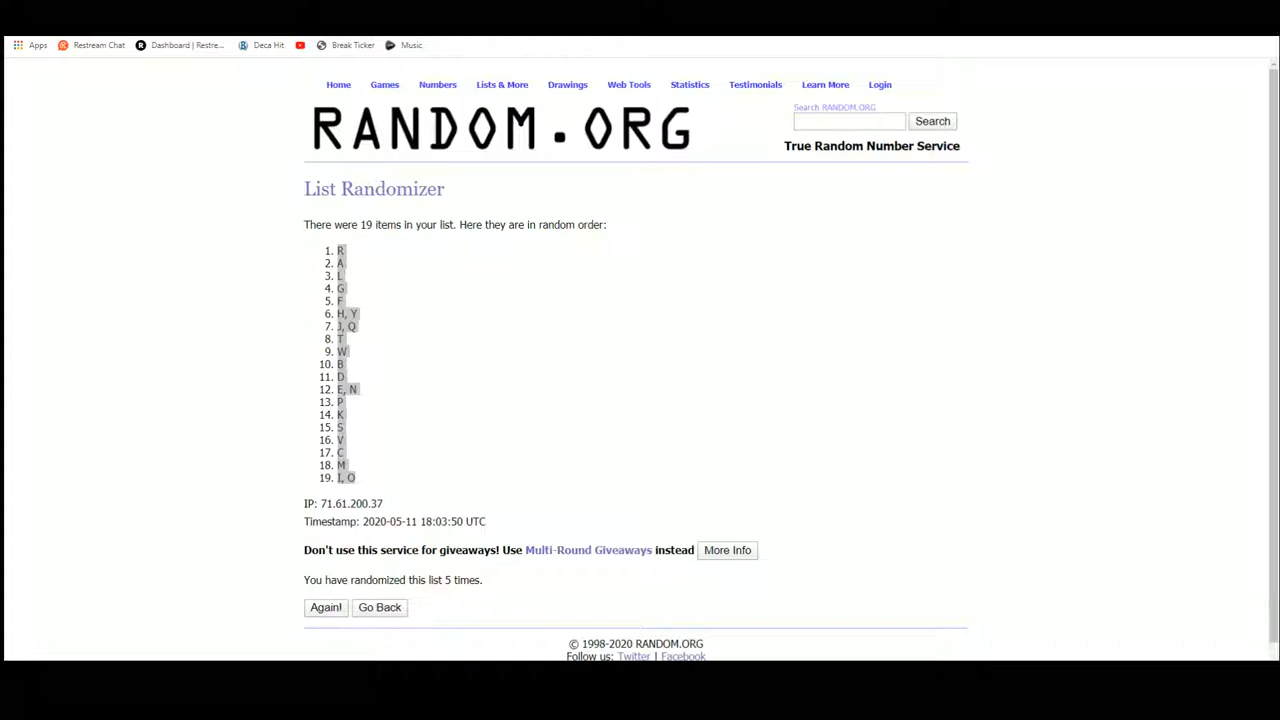 Apps Restream Chat Dashboard | Restre... Deca Hit Break Ticker Music
Home Games Numbers Lists & More Drawings Web Tools Statistics Testimonials Learn More Login
RANDOM.ORG
Search RANDOM.ORG
Search
True Random Number Service
List Randomizer
There were 19 items in your list. Here they are in random order:
1. R
2. A
3. L
4. G
5. F
6. H, Y
7. J, Q
8. T
9. W
10. B
11. D
12. E, N
13. P
14. K
15. S
16. V
17. C
18. M
19. I, O
IP: 71.61.200.37
Timestamp: 2020-05-11 18:03:50 UTC
Don't use this service for giveaways! Use Multi-Round Giveaways instead More Info
You have randomized this list 5 times.
Again! Go Back
© 1998-2020 RANDOM.ORG
Follow us: Twitter | Facebook